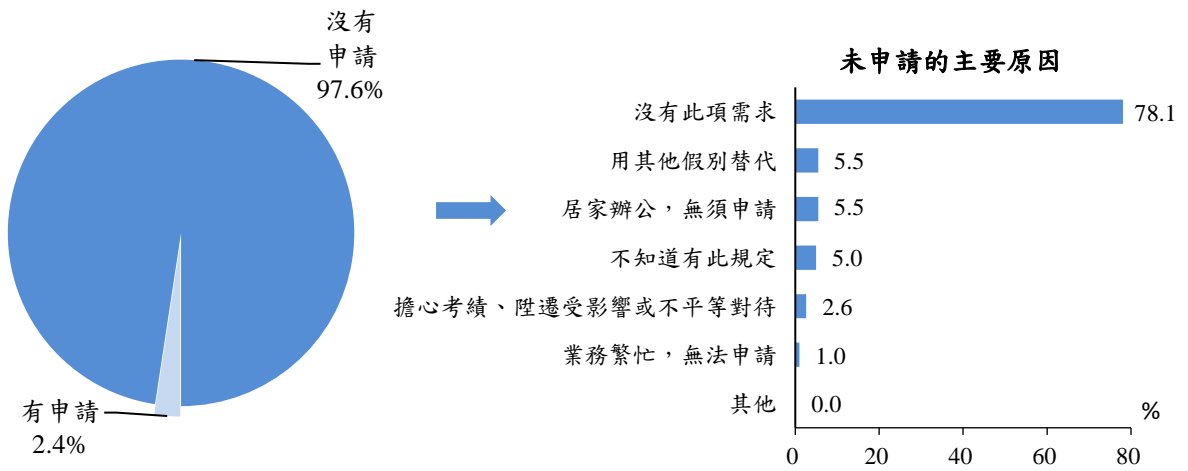 沒有
申請
97.6%
有申請
2.4%
未申請的主要原因
沒有此項需求 78.1
用其他假別替代 5.5
居家辦公，無須申請 5.5
不知道有此規定 5.0
擔心考績、陞遷受影響或不平等對待 2.6
業務繁忙，無法申請 1.0
其他 0.0
%
0 20 40 60 80